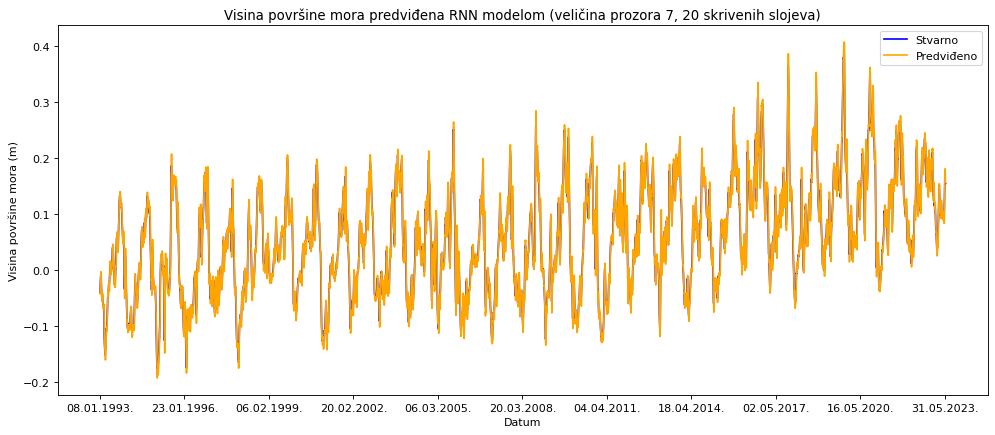 Visina površine mora predviđena RNN modelom (veličina prozora 7, 20 skrivenih slojeva)
Stvarno
Predviđeno
Visina površine mora (m)
0.4
0.3
0.2
0.1
0.0
−0.1
−0.2
08.01.1993. 23.01.1996. 06.02.1999. 20.02.2002. 06.03.2005. 20.03.2008. 04.04.2011. 18.04.2014. 02.05.2017. 16.05.2020. 31.05.2023.
Datum